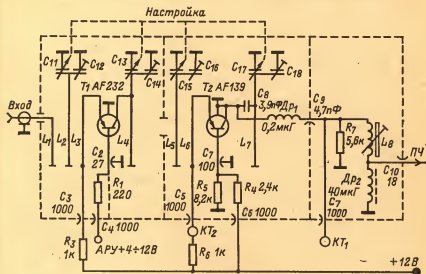 Настройка
C11 C12 C13 C14 C15 C16 C17 C18
T1 AF232 T2 AF139
C8
3,9пФ Др1
0,2мкГ
C9
4,7пФ
Вход
L1 L2 L3 L4 L5 L6 L7
R7
5,6к
L8
C2
27
C7
100
ПЧ
R1
220
R5
8,2к
R4 2,4к
Др2
40мкГ
C10
18
C3
1000
C5
1000
C7
1000
C4 1000
C6 1000
R3
1к
АРУ+4÷12В
КТ2
R6 1к
КТ1
+12В